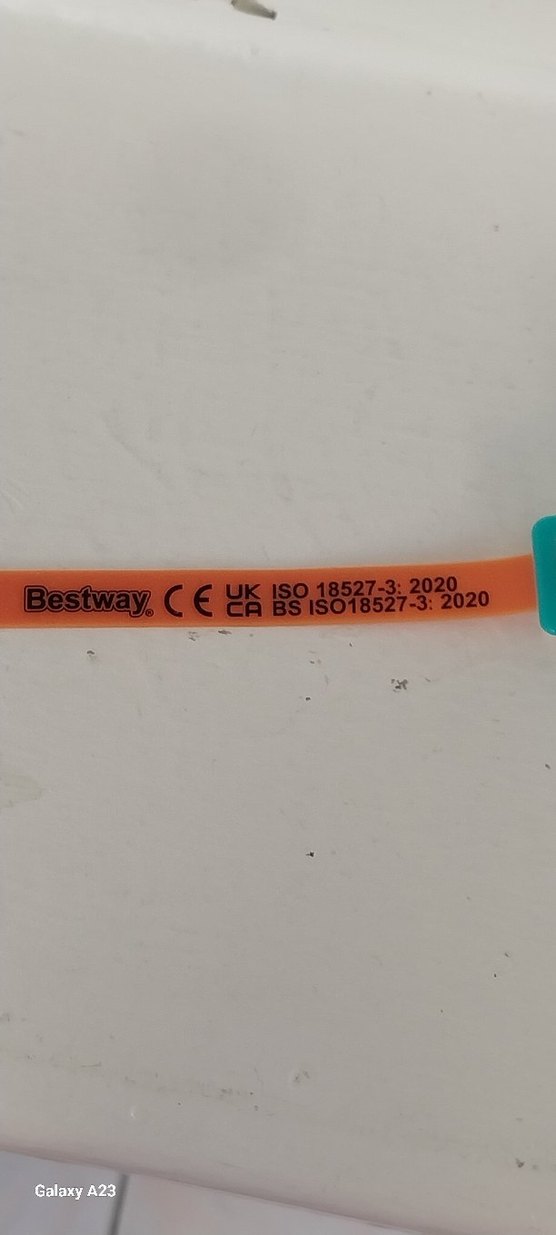 Bestway® CE UK CA ISO 18527-3: 2020
BS ISO18527-3: 2020
Galaxy A23